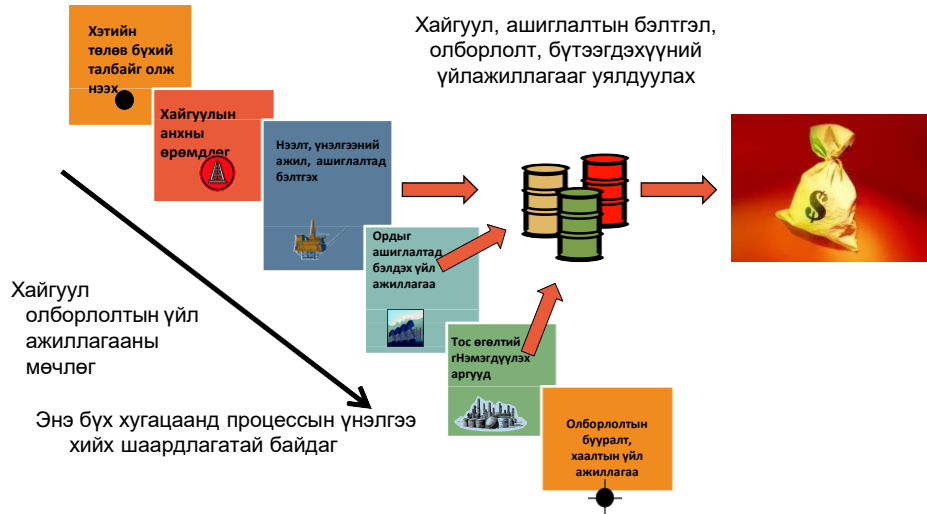 Хайгуул, ашиглалтын бэлтгэл,
олборлолт, бүтээгдэхүүний
үйлажиллагааг уялдуулах
Хэтийн
төлөв бүхий
талбайг олж
нээх
Хайгуулын
анхны
өрөмдлөг
Нээлт, үнэлгээний
ажил, ашиглалтад
бэлтгэх
Ордыг
ашиглалтад
бэлдэх үйл
ажиллагаа
Тос өгөлтий
гНэмэгдүүлэх
аргууд
Олборлолтын
бууралт,
хаалтын үйл
ажиллагаа
$
Хайгуул
олборлолтын үйл
ажиллагааны
мөчлөг
Энэ бүх хугацаанд процессын үнэлгээ
хийх шаардлагатай байдаг